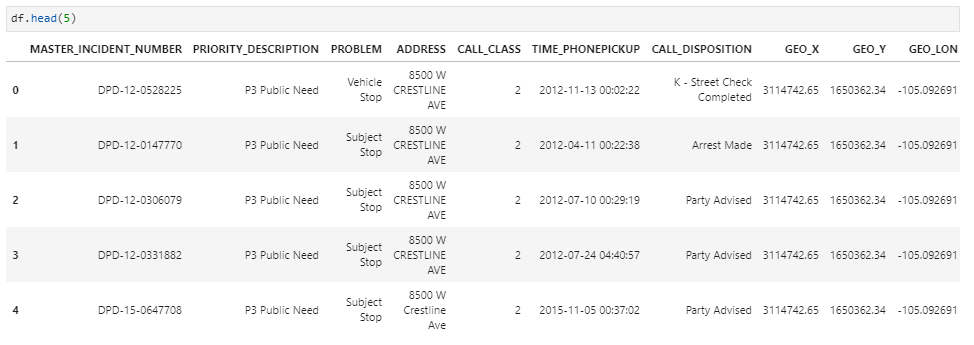 df.head(5)
MASTER_INCIDENT_NUMBER PRIORITY_DESCRIPTION PROBLEM ADDRESS CALL_CLASS TIME_PHONEPICKUP CALL_DISPOSITION GEO_X GEO_Y GEO_LON
0 DPD-12-0528225 P3 Public Need Vehicle Stop 8500 W CRESTLINE AVE 2 2012-11-13 00:02:22 K - Street Check Completed 3114742.65 1650362.34 -105.092691
1 DPD-12-0147770 P3 Public Need Subject Stop 8500 W CRESTLINE AVE 2 2012-04-11 00:22:38 Arrest Made 3114742.65 1650362.34 -105.092691
2 DPD-12-0306079 P3 Public Need Subject Stop 8500 W CRESTLINE AVE 2 2012-07-10 00:29:19 Party Advised 3114742.65 1650362.34 -105.092691
3 DPD-12-0331882 P3 Public Need Subject Stop 8500 W CRESTLINE AVE 2 2012-07-24 04:40:57 Party Advised 3114742.65 1650362.34 -105.092691
4 DPD-15-0647708 P3 Public Need Subject Stop 8500 W Crestline Ave 2 2015-11-05 00:37:02 Party Advised 3114742.65 1650362.34 -105.092691